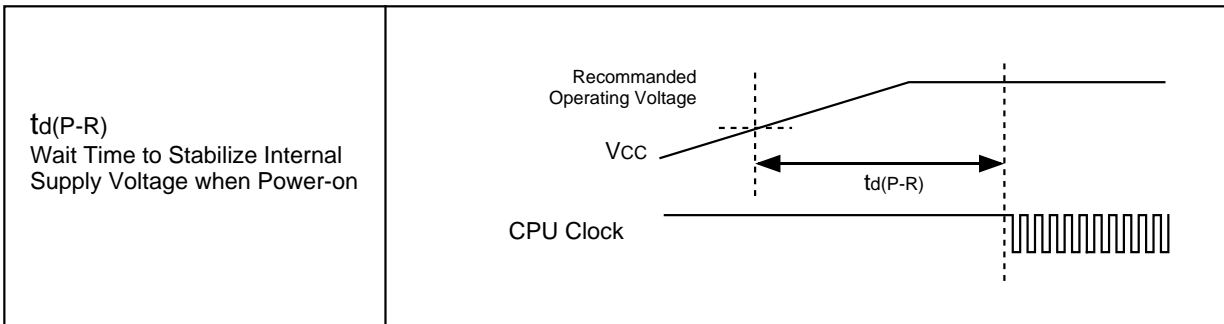 td(P-R)
Wait Time to Stabilize Internal
Supply Voltage when Power-on
Recommanded
Operating Voltage
VCC
td(P-R)
CPU Clock